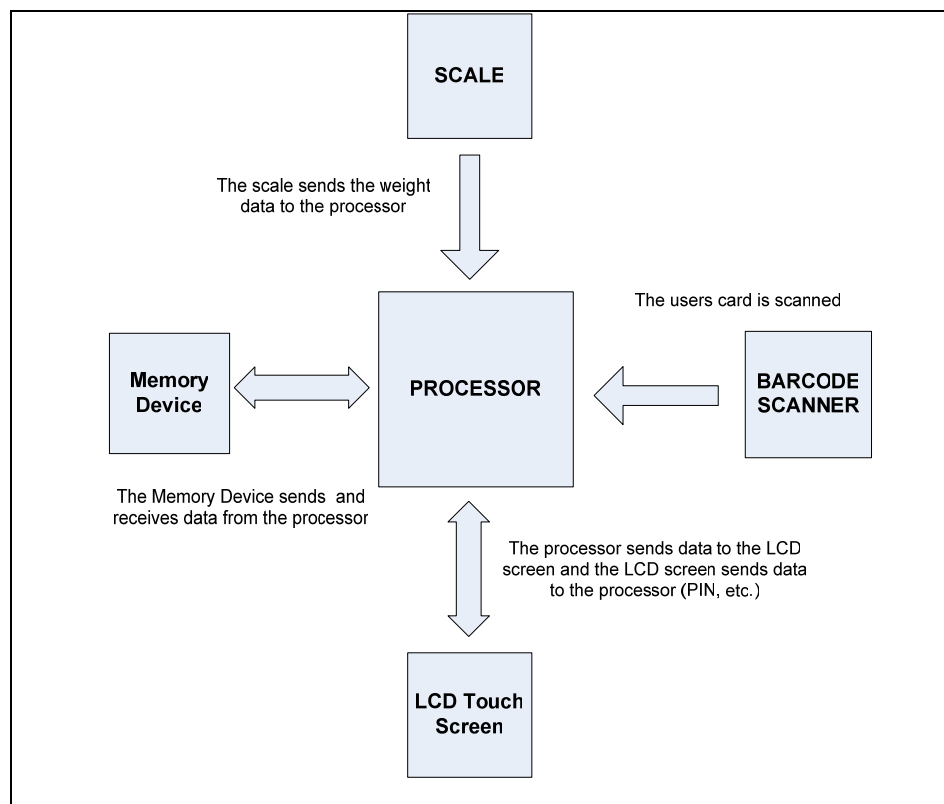 SCALE
The scale sends the weight
data to the processor
The users card is scanned
Memory
Device
PROCESSOR
BARCODE
SCANNER
The Memory Device sends and
receives data from the processor
The processor sends data to the LCD
screen and the LCD screen sends data
to the processor (PIN, etc.)
LCD Touch
Screen